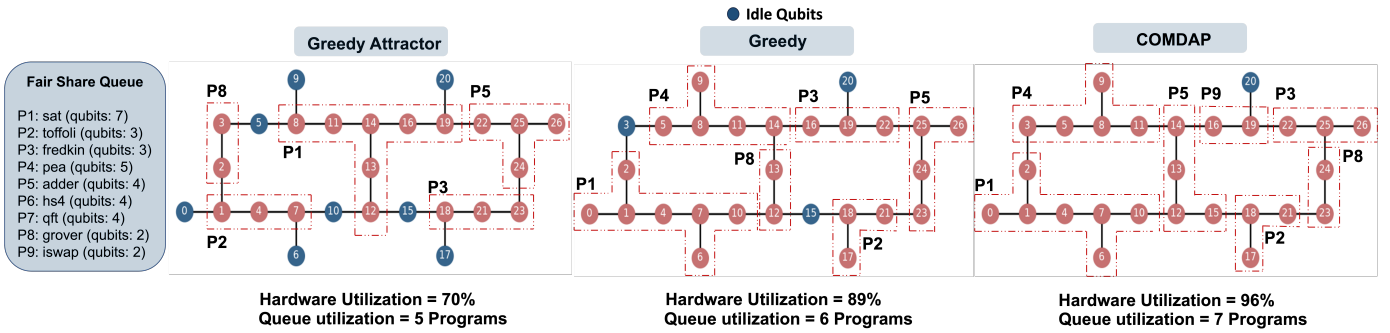 Idle Qubits
Greedy Attractor
Greedy
COMDAP
Fair Share Queue
P1: sat (qubits: 7)
P2: toffoli (qubits: 3)
P3: fredkin (qubits: 3)
P4: pea (qubits: 5)
P5: adder (qubits: 4)
P6: hs4 (qubits: 4)
P7: qft (qubits: 4)
P8: grover (qubits: 2)
P9: iswap (qubits: 2)
9 20
P8 P5
3 5 8 11 14 16 19 22 25 26
P1
2 13 24
P3
0 1 4 7 10 12 15 18 21 23
P2
6 17
Hardware Utilization = 70%
Queue utilization = 5 Programs
9 20
P4 P3 P5
3 5 8 11 14 16 19 22 25 26
P8
2 13 24
P1
0 1 4 7 10 12 15 18 21 23
P2
6 17
Hardware Utilization = 89%
Queue utilization = 6 Programs
9 20
P4 P5 P9 P3
3 5 8 11 14 16 19 22 25 26
P8
2 13 24
P1
0 1 4 7 10 12 15 18 21 23
P2
6 17
Hardware Utilization = 96%
Queue utilization = 7 Programs